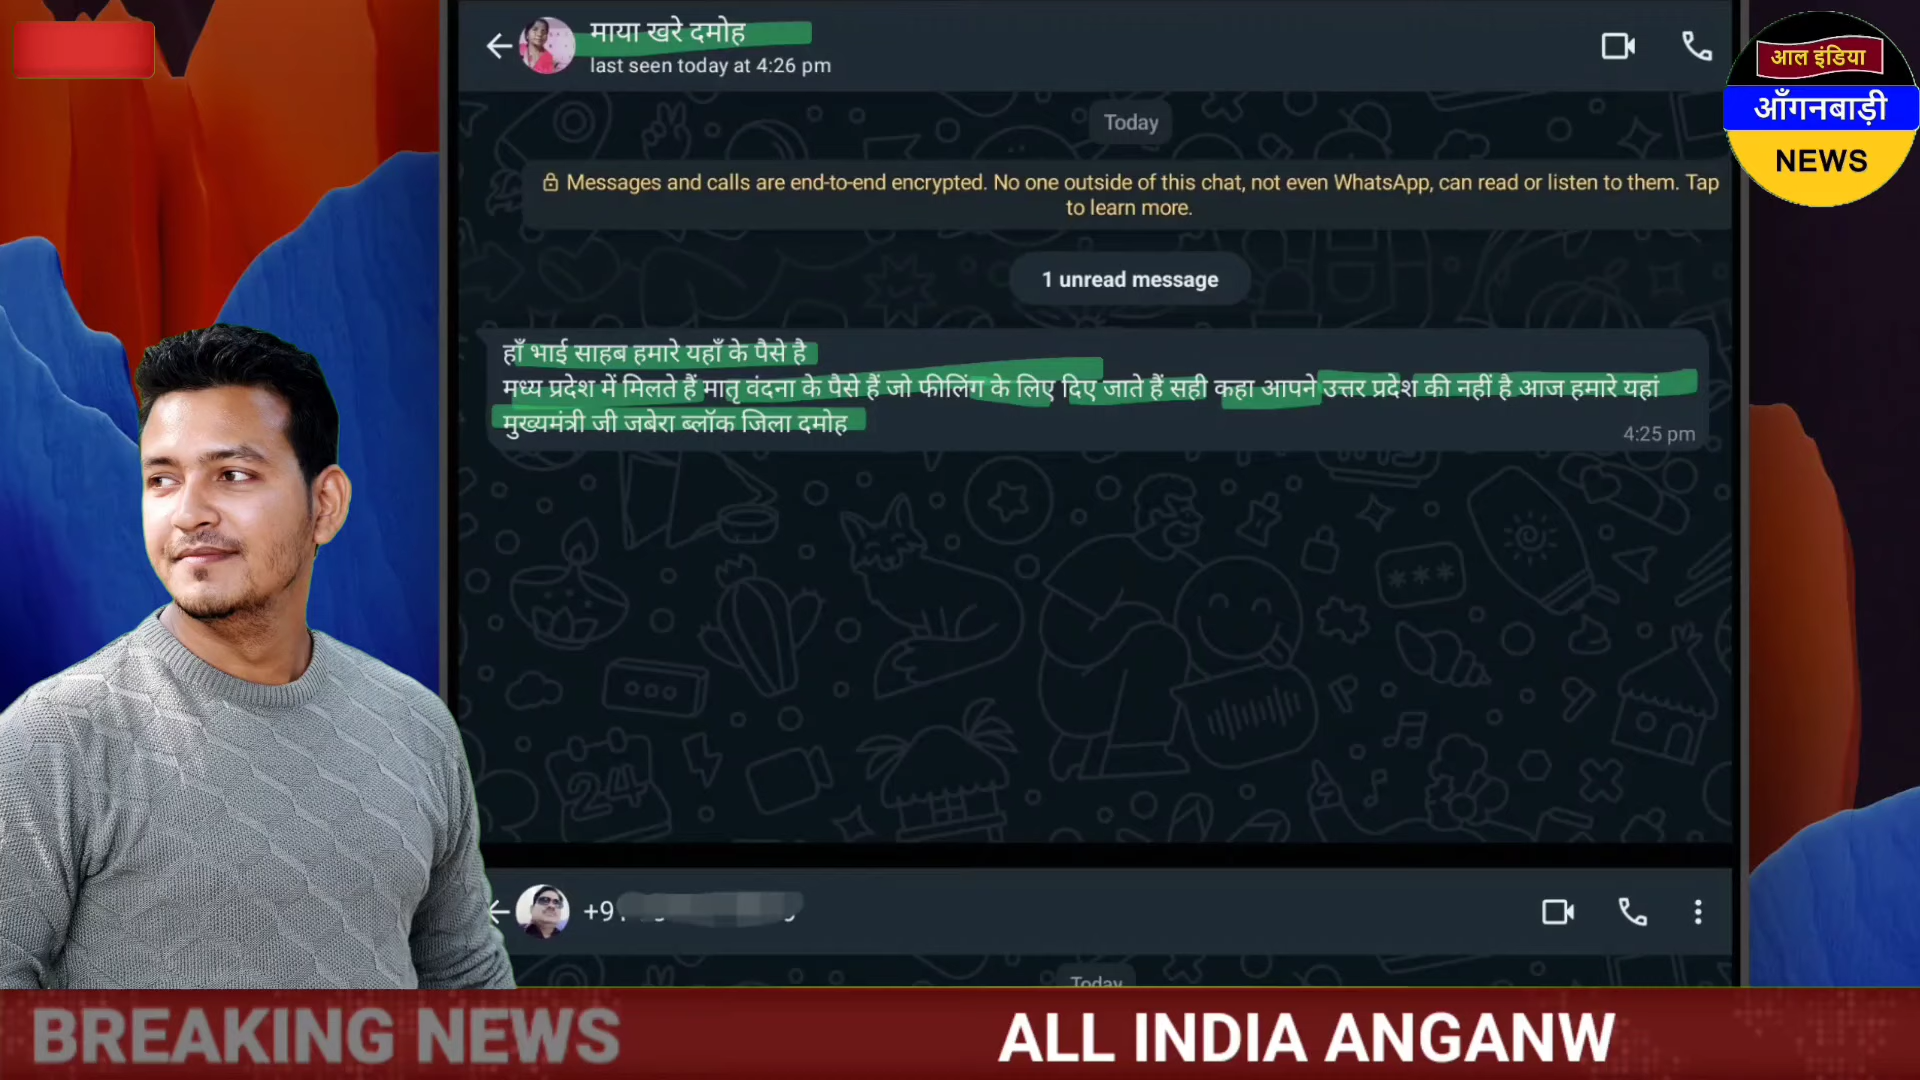 माया खरे दमोह
last seen today at 4:26 pm
आल इंडिया
आँगनबाड़ी
NEWS
Today
Messages and calls are end-to-end encrypted. No one outside of this chat, not even WhatsApp, can read or listen to them. Tap
to learn more.
1 unread message
हाँ भाई साहब हमारे यहाँ के पैसे है
मध्य प्रदेश में मिलते हैं मातृ वंदना के पैसे हैं जो फीलिंग के लिए दिए जाते हैं सही कहा आपने उत्तर प्रदेश की नहीं है आज हमारे यहां
मुख्यमंत्री जी जबेरा ब्लॉक जिला दमोह
4:25 pm
Today
BREAKING NEWS
ALL INDIA ANGANW